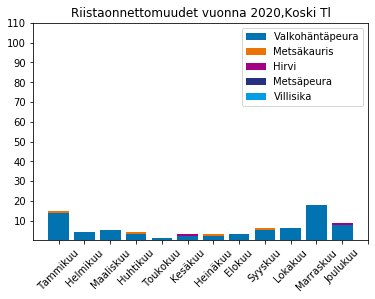 Riistaonnettomuudet vuonna 2020,Koski Tl
110
100
90
80
70
60
50
40
30
20
10
Valkohäntäpeura
Metsäkauris
Hirvi
Metsäpeura
Villisika
Tammikuu
Helmikuu
Maaliskuu
Huhtikuu
Toukokuu
Kesäkuu
Heinäkuu
Elokuu
Syyskuu
Lokakuu
Marraskuu
Joulukuu